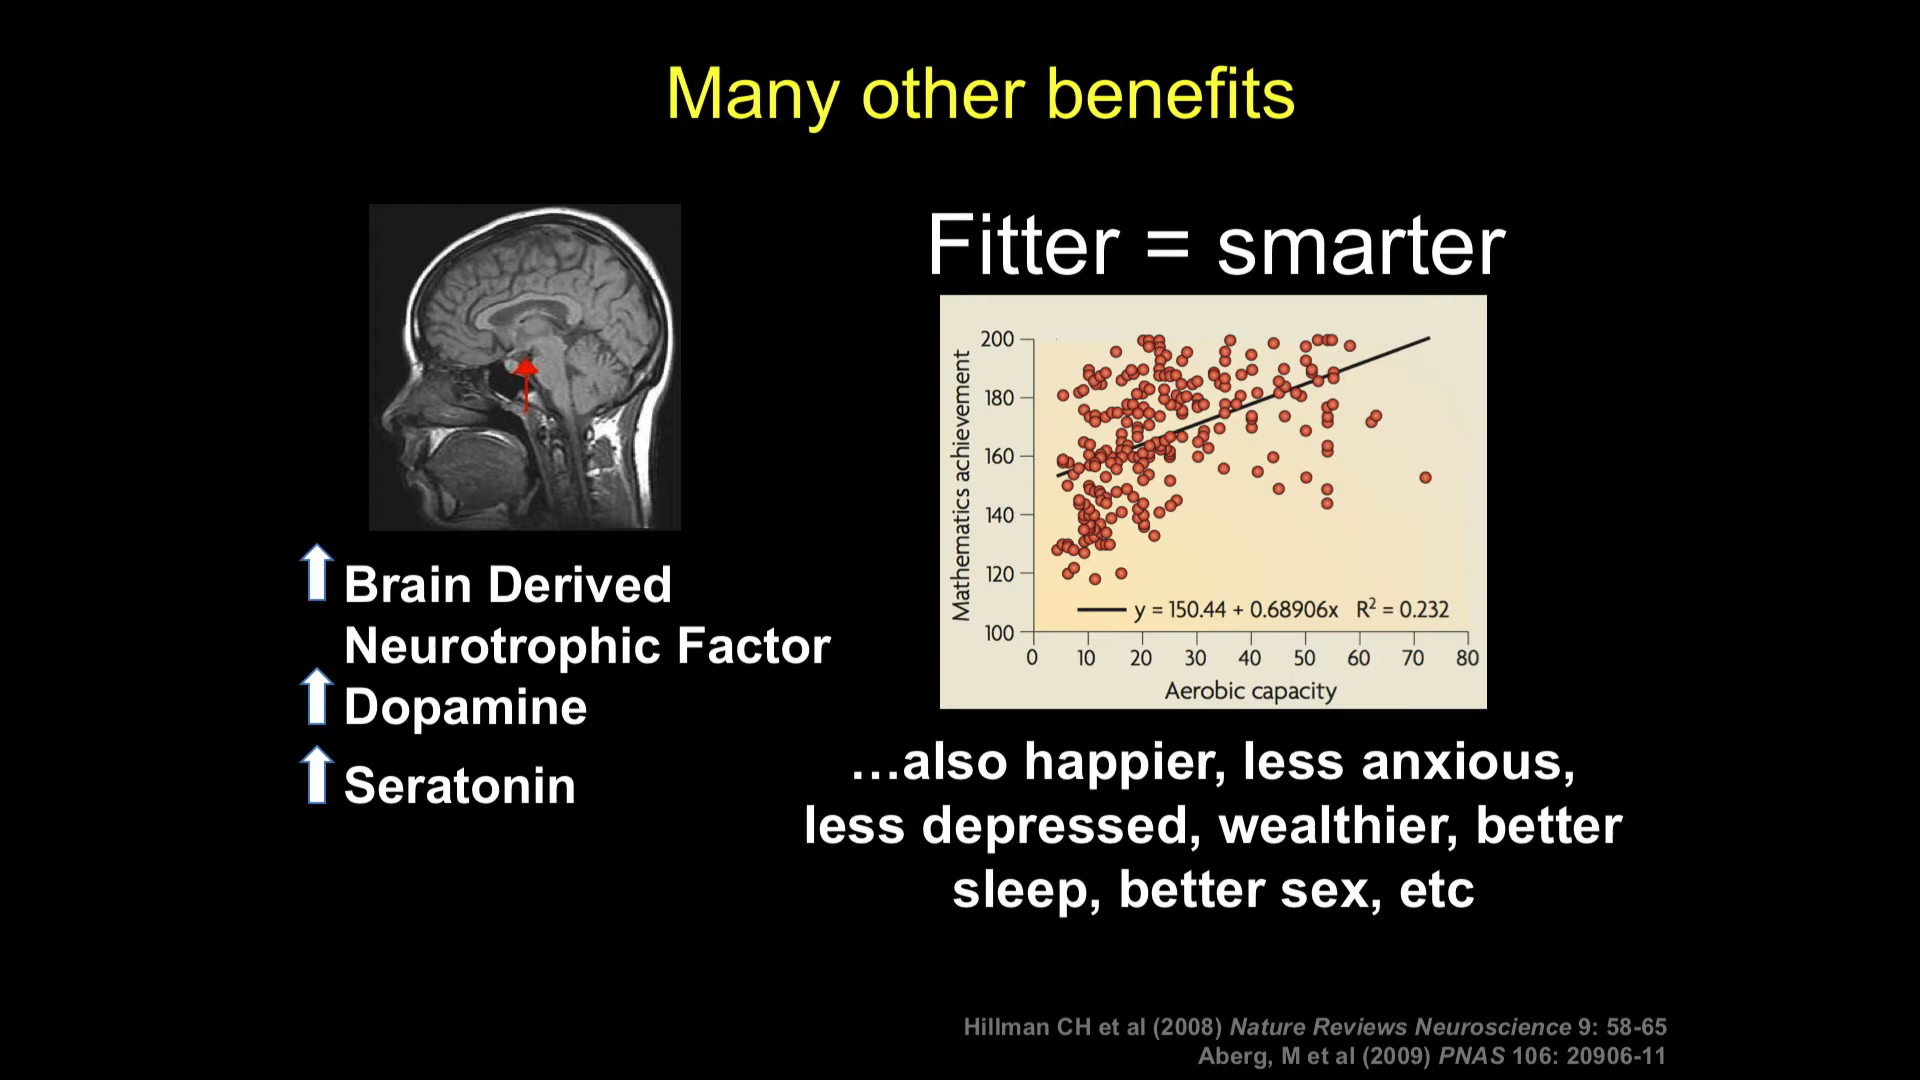 Many other benefits
Fitter = smarter
Brain Derived
Neurotrophic Factor
Dopamine
Seratonin
Mathematics achievement
200
180
160
140
120
100
y = 150.44 + 0.68906x R² = 0.232
0 10 20 30 40 50 60 70 80
Aerobic capacity
…also happier, less anxious,
less depressed, wealthier, better
sleep, better sex, etc
Hillman CH et al (2008) Nature Reviews Neuroscience 9: 58-65
Aberg, M et al (2009) PNAS 106: 20906-11